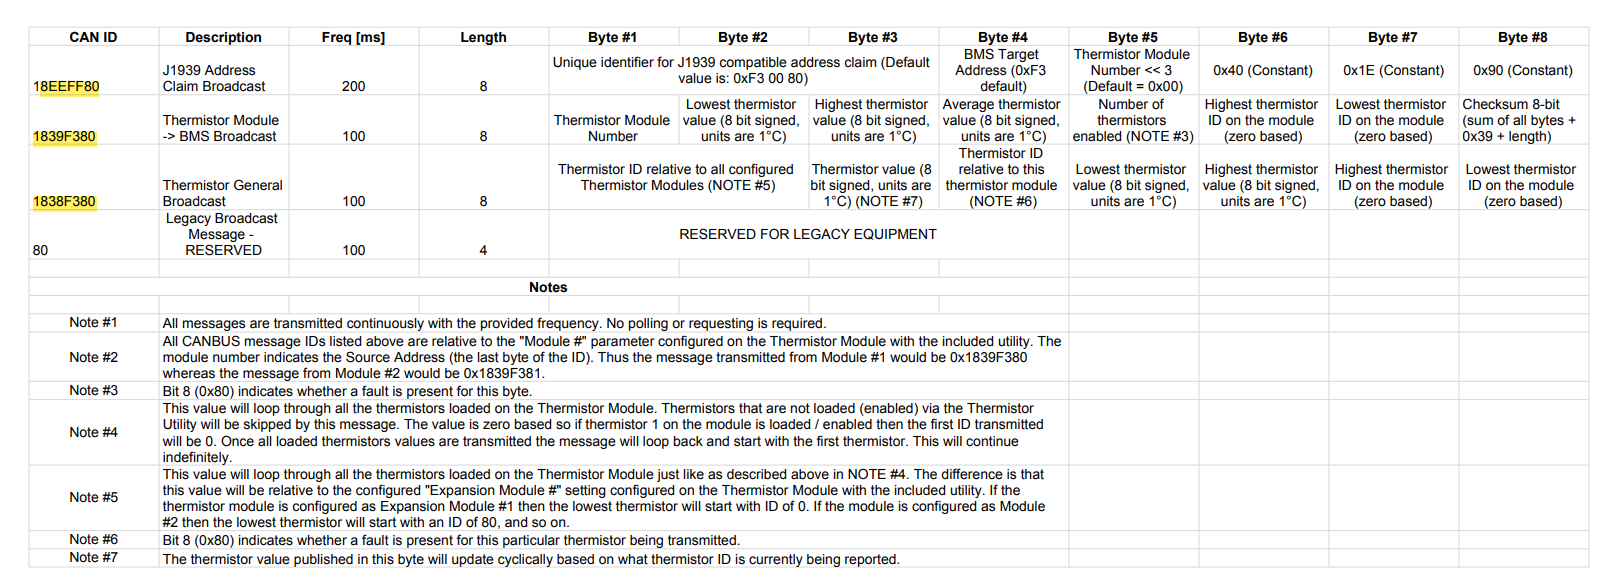 CAN ID Description Freq [ms] Length Byte #1 Byte #2 Byte #3 Byte #4 Byte #5 Byte #6 Byte #7 Byte #8
18EEFF80
J1939 Address
Claim Broadcast
200
8
Unique identifier for J1939 compatible address claim (Default
value is: 0xF3 00 80)
BMS Target
Address (0xF3
default)
Thermistor Module
Number << 3
(Default = 0x00)
0x40 (Constant)
0x1E (Constant)
0x90 (Constant)
1839F380
Thermistor Module
-> BMS Broadcast
100
8
Thermistor Module
Number
Lowest thermistor
value (8 bit signed,
units are 1°C)
Highest thermistor
value (8 bit signed,
units are 1°C)
Average thermistor
value (8 bit signed,
units are 1°C)
Number of
thermistors
enabled (NOTE #3)
Highest thermistor
ID on the module
(zero based)
Lowest thermistor
ID on the module
(zero based)
Checksum 8-bit
(sum of all bytes +
0x39 + length)
1838F380
Thermistor General
Broadcast
100
8
Thermistor ID relative to all configured
Thermistor Modules (NOTE #5)
Thermistor value (8
bit signed, units are
1°C) (NOTE #7)
Thermistor ID
relative to this
thermistor module
(NOTE #6)
Lowest thermistor
value (8 bit signed,
units are 1°C)
Highest thermistor
value (8 bit signed,
units are 1°C)
Highest thermistor
ID on the module
(zero based)
Lowest thermistor
ID on the module
(zero based)
80
Legacy Broadcast
Message -
RESERVED
100
4
RESERVED FOR LEGACY EQUIPMENT
Notes
Note #1
All messages are transmitted continuously with the provided frequency. No polling or requesting is required.
Note #2
All CANBUS message IDs listed above are relative to the "Module #" parameter configured on the Thermistor Module with the included utility. The
module number indicates the Source Address (the last byte of the ID). Thus the message transmitted from Module #1 would be 0x1839F380
whereas the message from Module #2 would be 0x1839F381.
Note #3
Bit 8 (0x80) indicates whether a fault is present for this byte.
Note #4
This value will loop through all the thermistors loaded on the Thermistor Module. Thermistors that are not loaded (enabled) via the Thermistor
Utility will be skipped by this message. The value is zero based so if thermistor 1 on the module is loaded / enabled then the first ID transmitted
will be 0. Once all loaded thermistors values are transmitted the message will loop back and start with the first thermistor. This will continue
indefinitely.
Note #5
This value will loop through all the thermistors loaded on the Thermistor Module just like as described above in NOTE #4. The difference is that
this value will be relative to the configured "Expansion Module #" setting configured on the Thermistor Module with the included utility. If the
thermistor module is configured as Expansion Module #1 then the lowest thermistor will start with ID of 0. If the module is configured as Module
#2 then the lowest thermistor will start with an ID of 80, and so on.
Note #6
Bit 8 (0x80) indicates whether a fault is present for this particular thermistor being transmitted.
Note #7
The thermistor value published in this byte will update cyclically based on what thermistor ID is currently being reported.